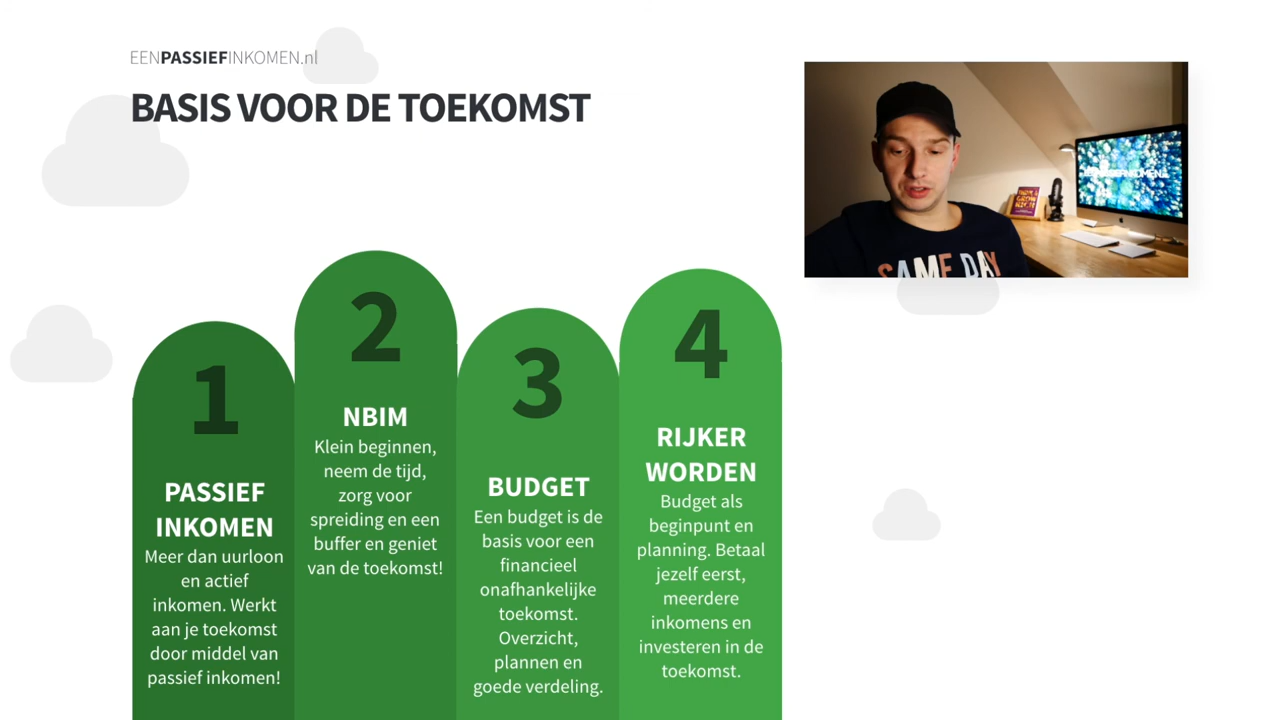 EENPASSIEFINKOMEN.nl
BASIS VOOR DE TOEKOMST
SAME DAY
1
PASSIEF
INKOMEN
Meer dan uurloon
en actief
inkomen. Werkt
aan je toekomst
door middel van
passief inkomen!
2
NBIM
Klein beginnen,
neem de tijd,
zorg voor
spreiding en een
buffer en geniet
van de toekomst!
3
BUDGET
Een budget is de
basis voor een
financieel
onafhankelijke
toekomst.
Overzicht,
plannen en
goede verdeling.
4
RIJKER
WORDEN
Budget als
beginpunt en
planning. Betaal
jezelf eerst,
meerdere
inkomens en
investeren in de
toekomst.